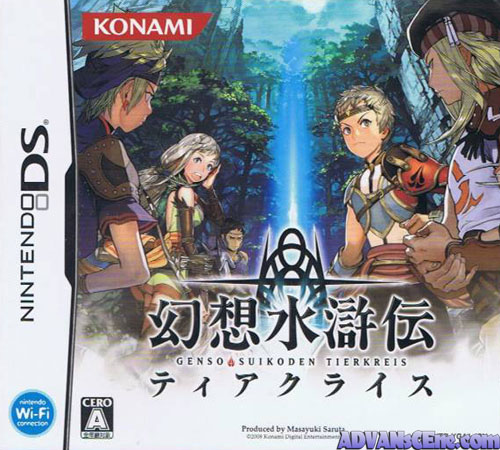 KONAMI
NINTENDO DS
幻想水滸伝
GENSO SUIKODEN TIERKREIS
ティアクライス
nintendo
Wi-Fi
connection
CERO
A
Produced by Masayuki Saruta
©2008 Konami Digital Entertainment
ADVANsCEne.com